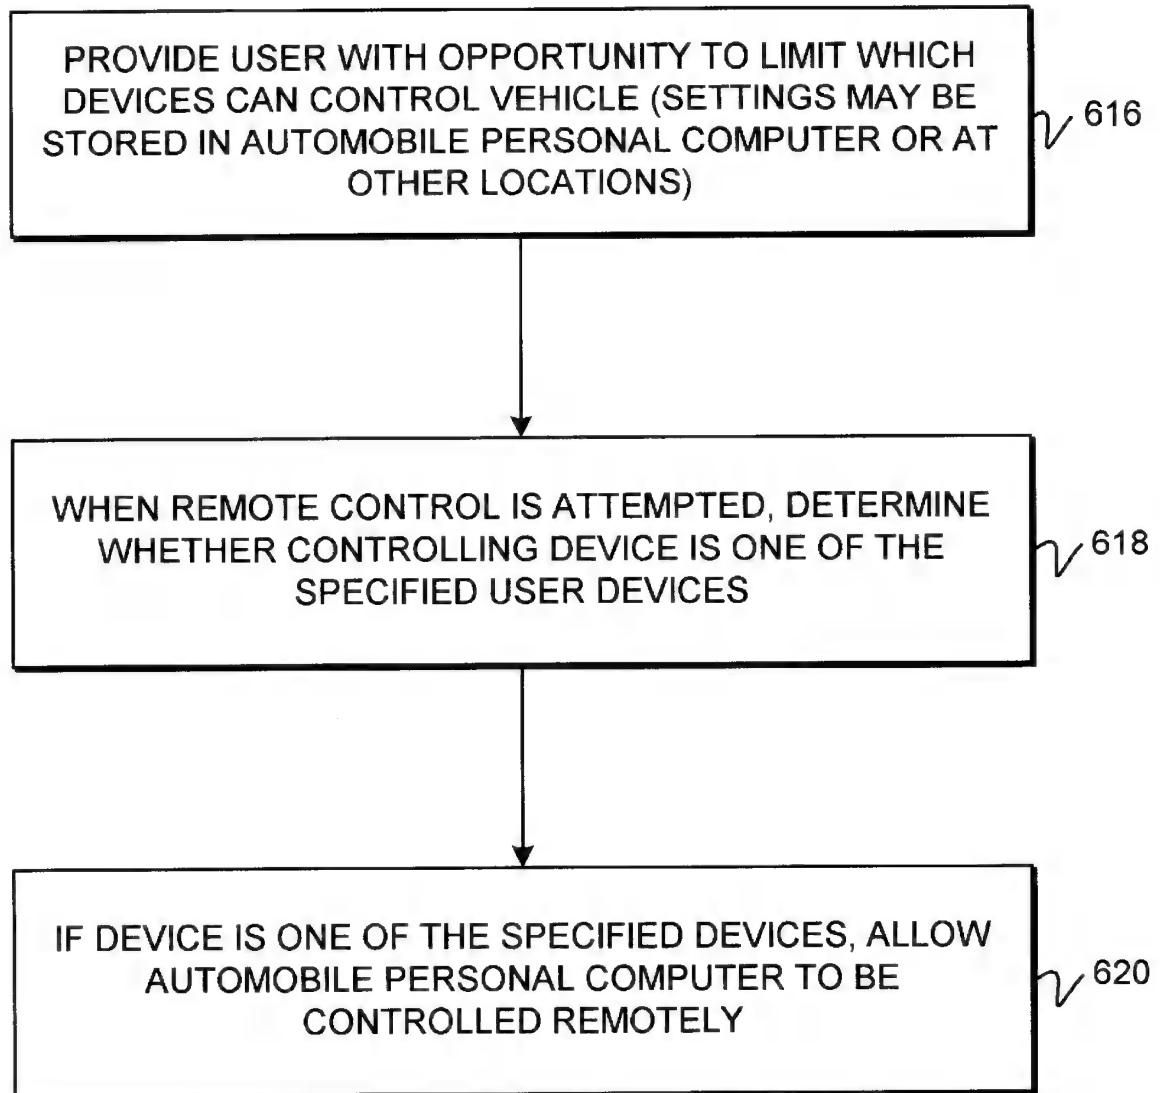 PROVIDE USER WITH OPPORTUNITY TO LIMIT WHICH
DEVICES CAN CONTROL VEHICLE (SETTINGS MAY BE
STORED IN AUTOMOBILE PERSONAL COMPUTER OR AT
OTHER LOCATIONS)
616
WHEN REMOTE CONTROL IS ATTEMPTED, DETERMINE
WHETHER CONTROLLING DEVICE IS ONE OF THE
SPECIFIED USER DEVICES
618
IF DEVICE IS ONE OF THE SPECIFIED DEVICES, ALLOW
AUTOMOBILE PERSONAL COMPUTER TO BE
CONTROLLED REMOTELY
620